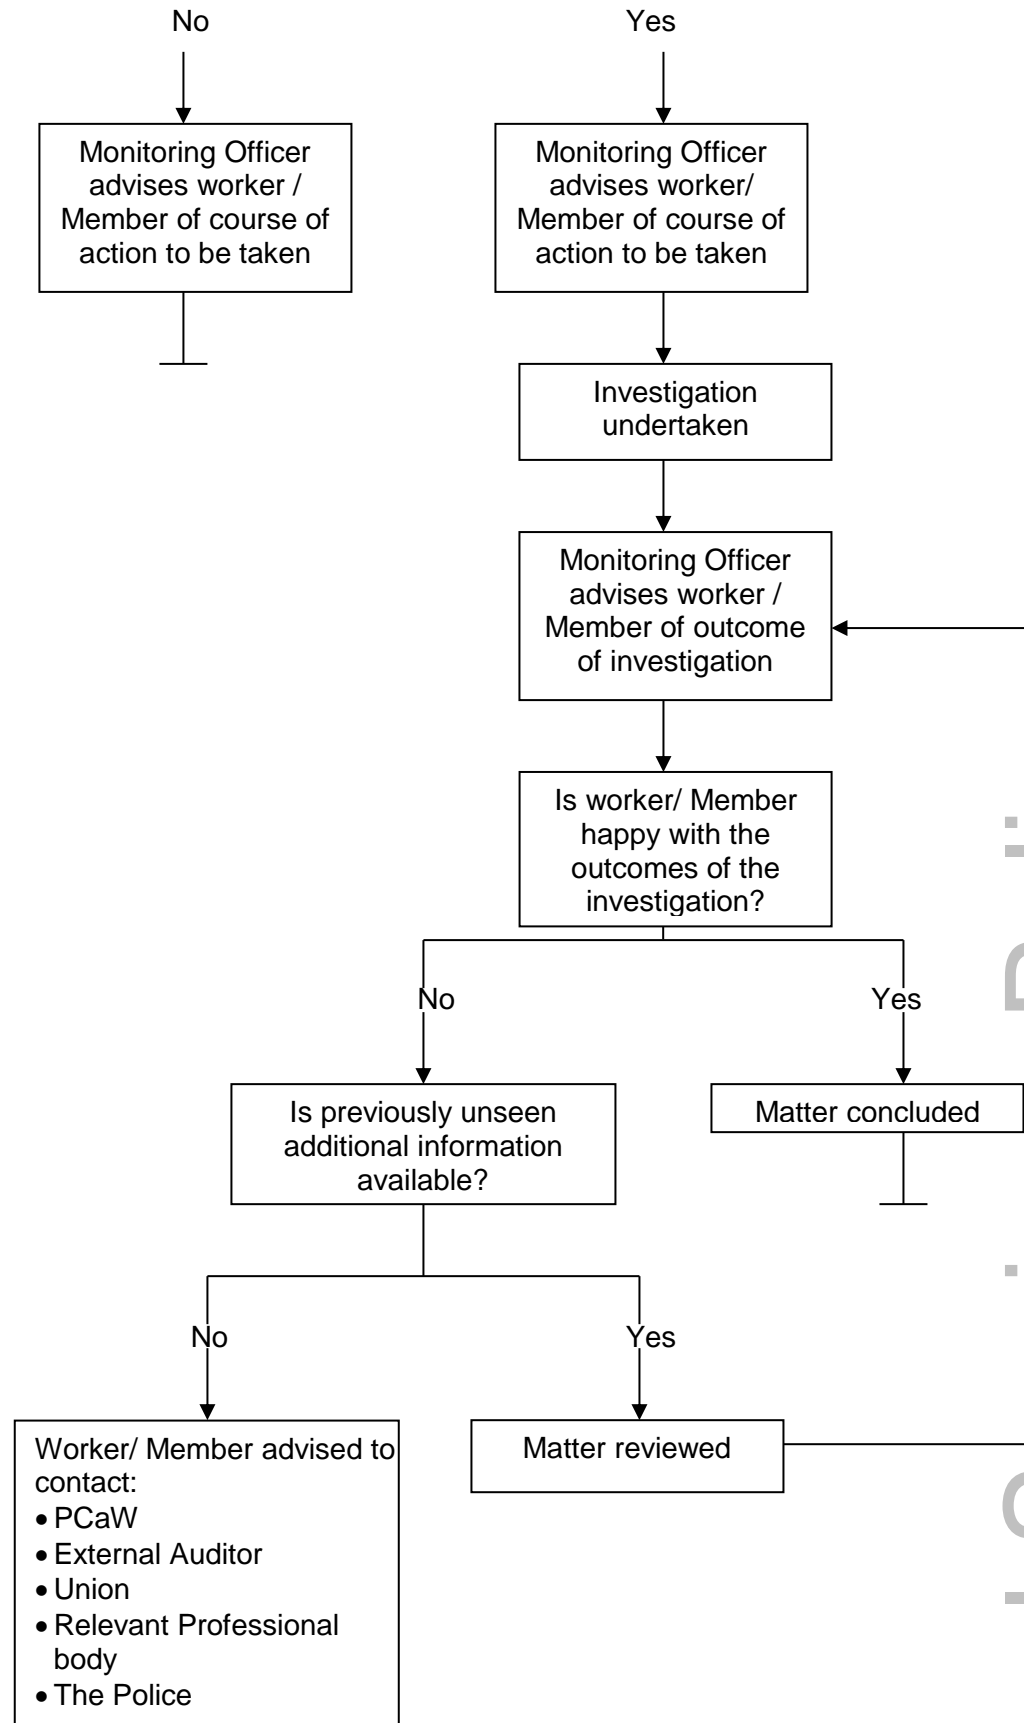 No
Yes
Monitoring Officer
advises worker /
Member of course of
action to be taken
Monitoring Officer
advises worker/
Member of course of
action to be taken
Investigation
undertaken
Monitoring Officer
advises worker /
Member of outcome
of investigation
Is worker/ Member
happy with the
outcomes of the
investigation?
No
Yes
Is previously unseen
additional information
available?
Matter concluded
No
Yes
Worker/ Member advised to
contact:
• PCaW
• External Auditor
• Union
• Relevant Professional
body
• The Police
Matter reviewed